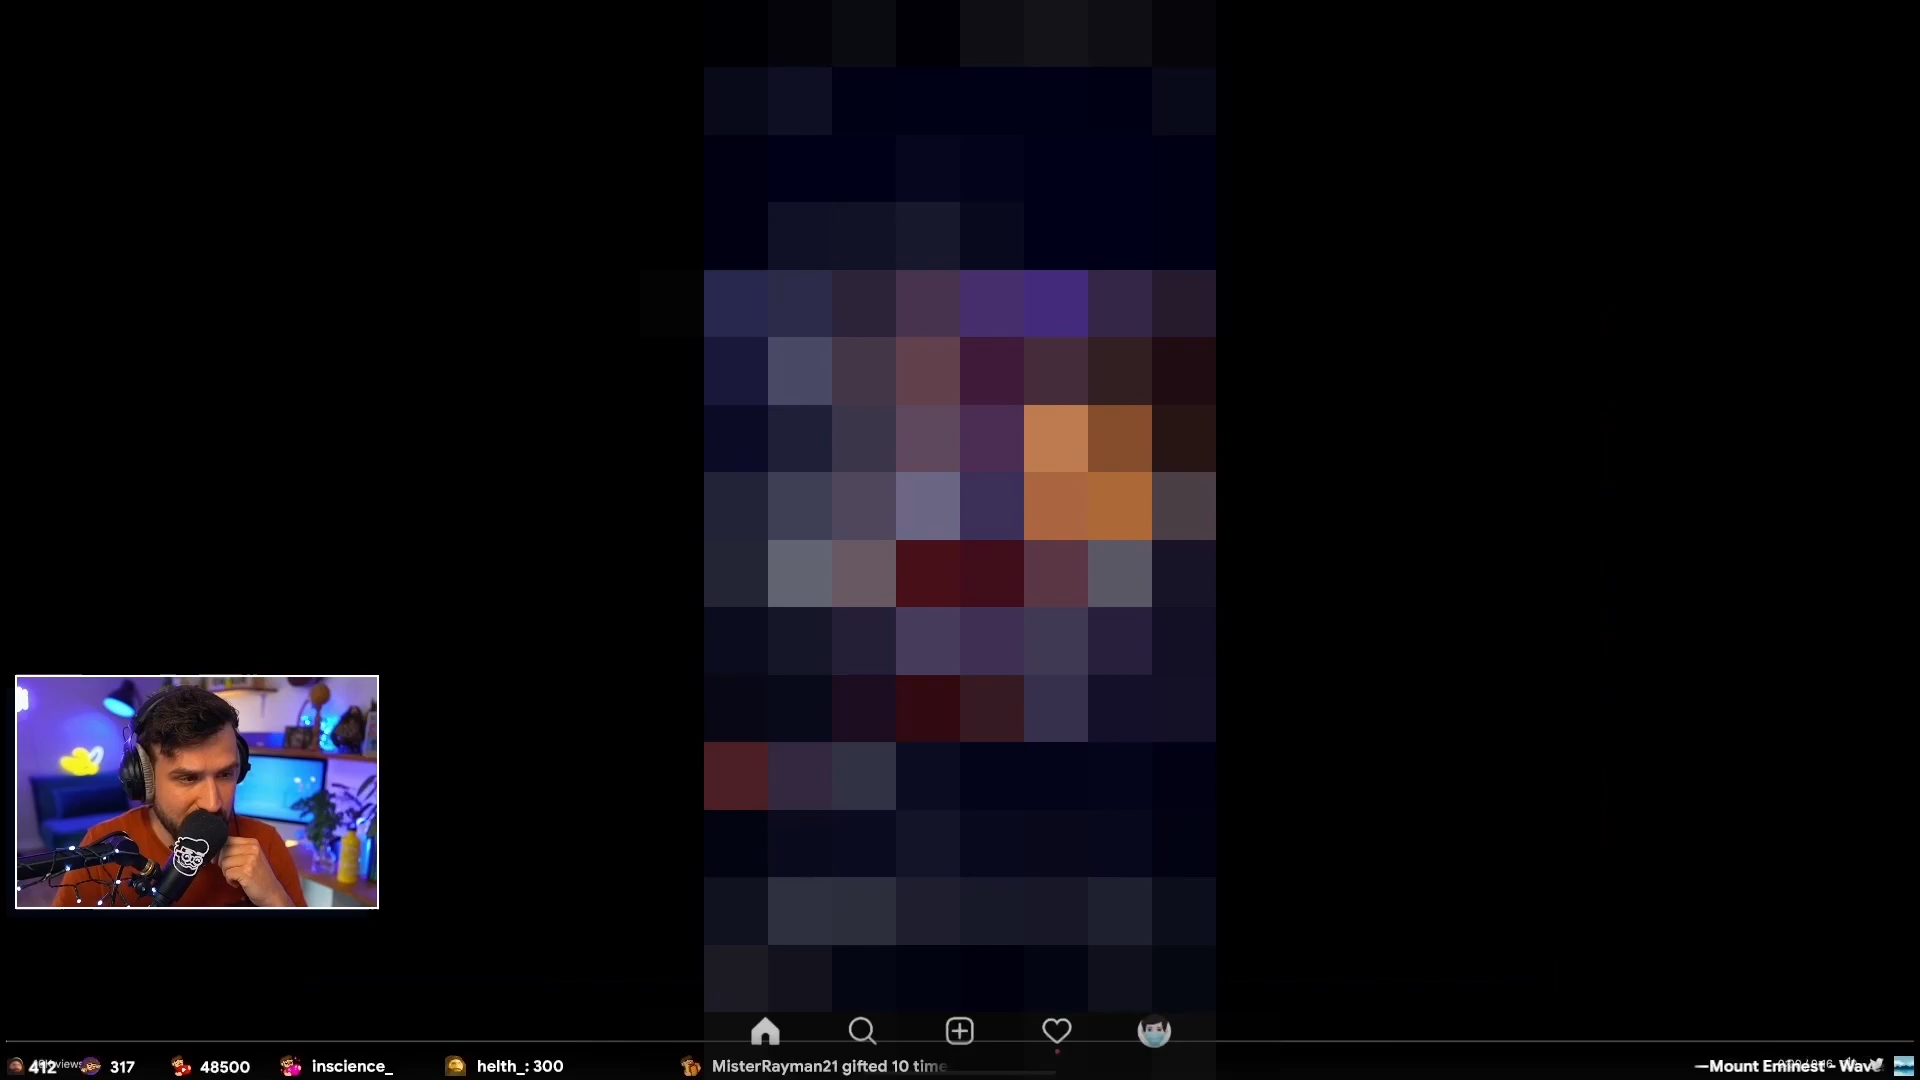 412
317
48500
inscience_
helth_: 300
MisterRayman21 gifted 10 time
—Mount Eminest - Wave